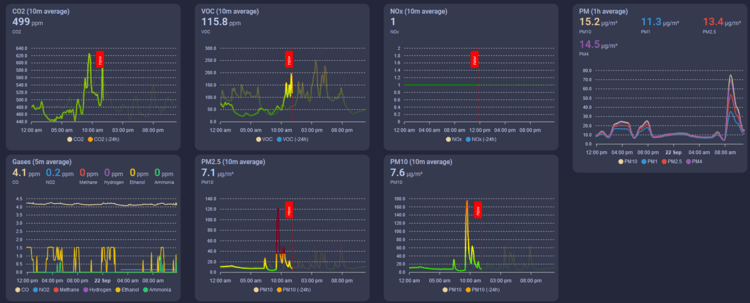 CO2 (10m average)
499 ppm
CO2
640.0
620.0
600.0
580.0
560.0
540.0
520.0
500.0
480.0
460.0
440.0
420.0
12:00 am 05:00 am 10:00 am 03:00 pm 08:00 pm
CO2 CO2 (-24h)
VOC (10m average)
115.8 ppm
VOC
300.0
250.0
200.0
150.0
100.0
50.0
0.0
12:00 am 05:00 am 10:00 am 03:00 pm 08:00 pm
VOC VOC (-24h)
NOx (10m average)
1
NOx
2
2
2
1
1
1
1
1
0
0
0
12:00 am 04:00 am 08:00 am 12:00 pm 04:00 pm 08:00 pm
NOx NOx (-24h)
PM (1h average)
15.2 µg/m³ 11.3 µg/m³ 13.4 µg/m³
PM10 PM1 PM2.5
14.5 µg/m³
PM4
80.0
70.0
60.0
50.0
40.0
30.0
20.0
10.0
0.0
12:00 pm 06:00 pm 22 Sep 04:00 am 08:00 am
PM10 PM1 PM2.5 PM4
Gases (5m average)
4.1 ppm 0.2 ppm 0 ppm 0 ppm 0 ppm 0 ppm
CO NO2 Methane Hydrogen Ethanol Ammonia
4.5
4.0
3.5
3.0
2.5
2.0
1.5
1.0
0.5
0.0
12:00 pm 04:00 pm 08:00 pm 22 Sep 04:00 am 08:00 am
CO NO2 Methane Hydrogen Ethanol Ammonia
PM2.5 (10m average)
7.1 µg/m³
PM10
140.0
120.0
100.0
80.0
60.0
40.0
20.0
0.0
12:00 am 05:00 am 10:00 am 03:00 pm 08:00 pm
PM10 PM10 (-24h)
PM10 (10m average)
7.6 µg/m³
PM10
180.0
160.0
140.0
120.0
100.0
80.0
60.0
40.0
20.0
0.0
12:00 am 05:00 am 10:00 am 03:00 pm 08:00 pm
PM10 PM10 (-24h)